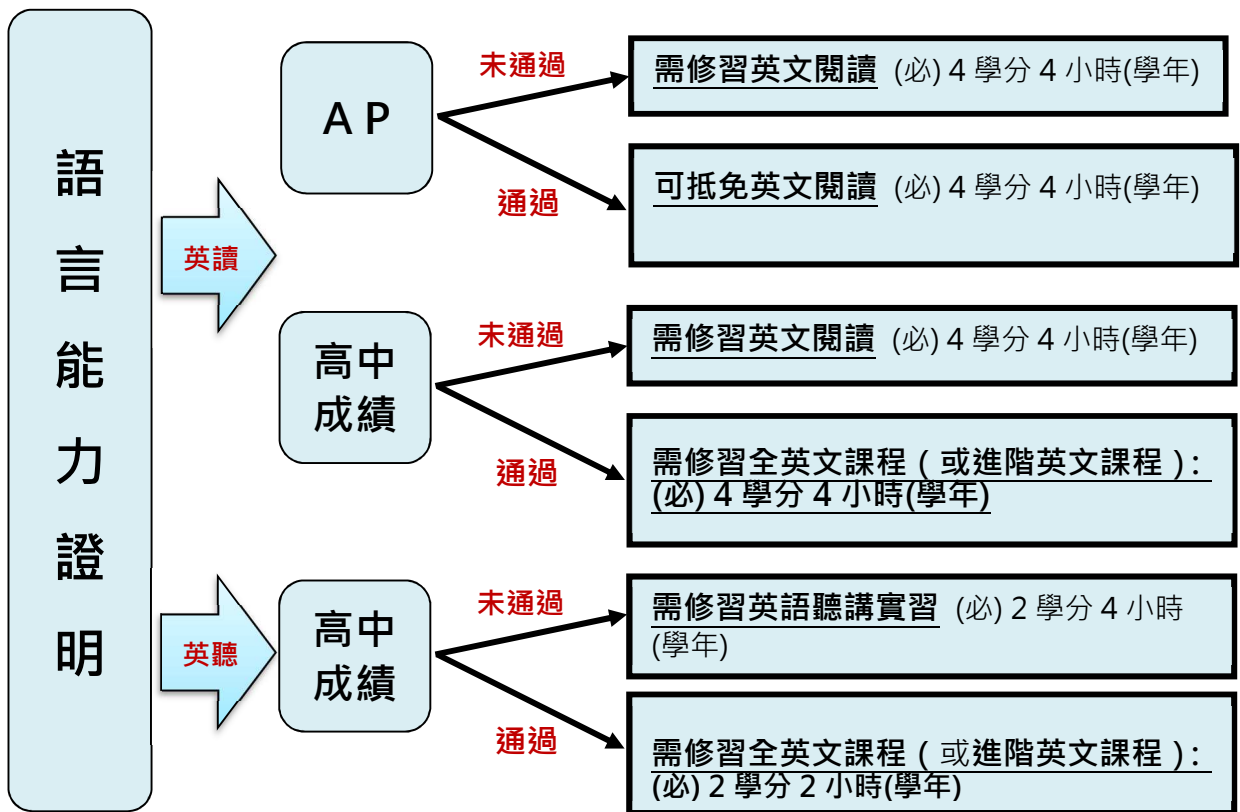 語言能力證明
英讀
A P
未通過
需修習英文閱讀 (必) 4 學分 4 小時(學年)
通過
可抵免英文閱讀 (必) 4 學分 4 小時(學年)
高中
成績
未通過
需修習英文閱讀 (必) 4 學分 4 小時(學年)
通過
需修習全英文課程 ( 或進階英文課程 ) :
(必) 4 學分 4 小時(學年)
英聽
高中
成績
未通過
需修習英語聽講實習 (必) 2 學分 4 小時
(學年)
通過
需修習全英文課程 ( 或進階英文課程 ) :
(必) 2 學分 2 小時(學年)